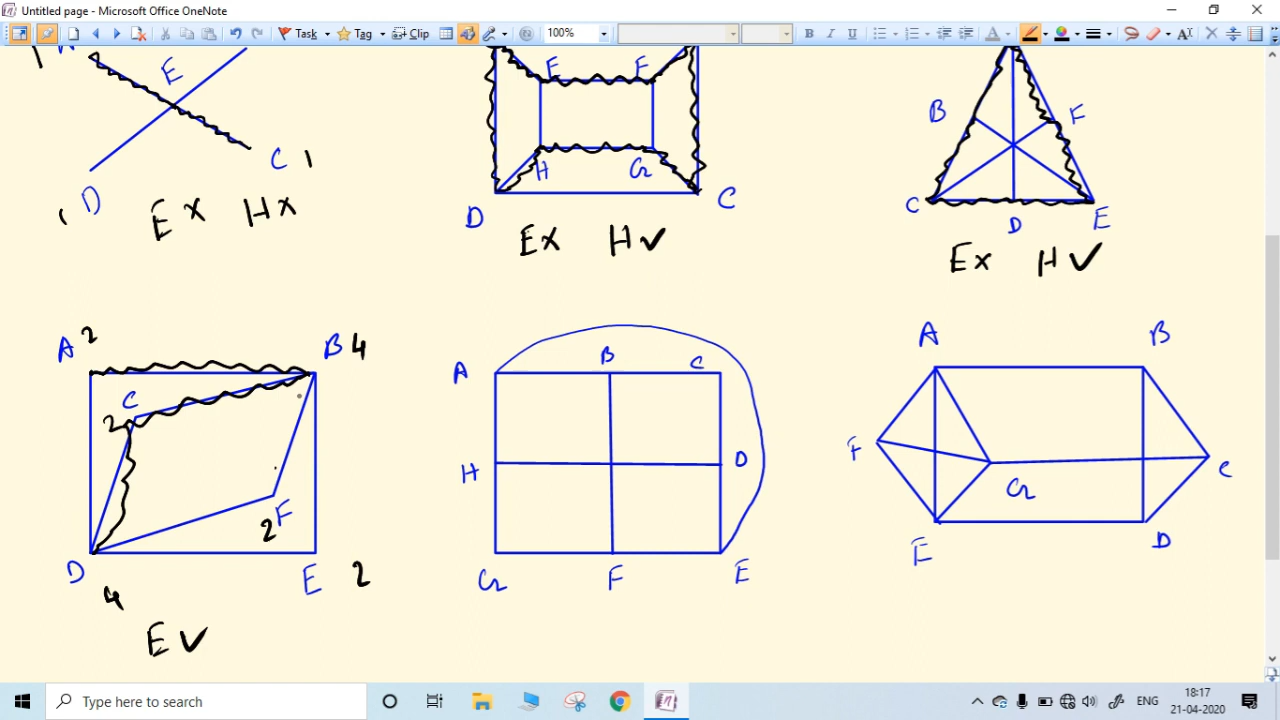 Untitled page - Microsoft Office OneNote
Task Tag Clip 100% B I U A
E
C 1
1 D
E X H X
E F
H G
D C
E X H ✓
B F
C D E
E X H ✓
A 2 B 4
C
2
F
2
D E 2
4
E ✓
A B C
H D
G F E
A B
F G C
E D
Type here to search
ENG
18:17
21-04-2020